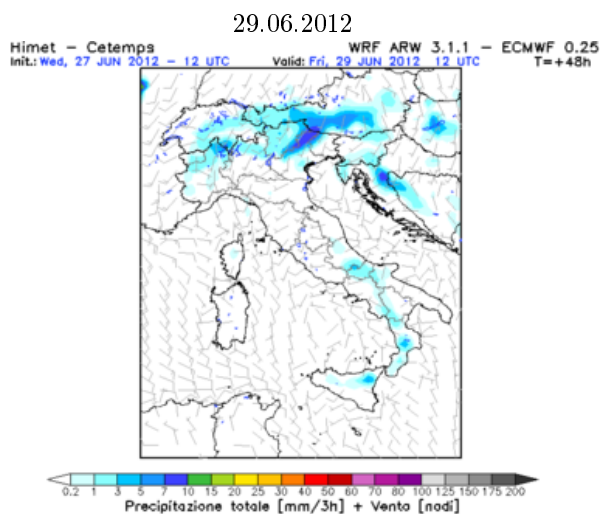 29.06.2012
Himet - Cetemps WRF ARW 3.1.1 - ECMWF 0.25
Init.: Wed, 27 JUN 2012 - 12 UTC Valid: Fri, 29 JUN 2012 12 UTC T=+48h
0.2 1 3 5 7 10 15 20 25 30 40 50 60 70 80 100 125 150 175 200
Precipitazione totale [mm/3h] + Vento [nodi]